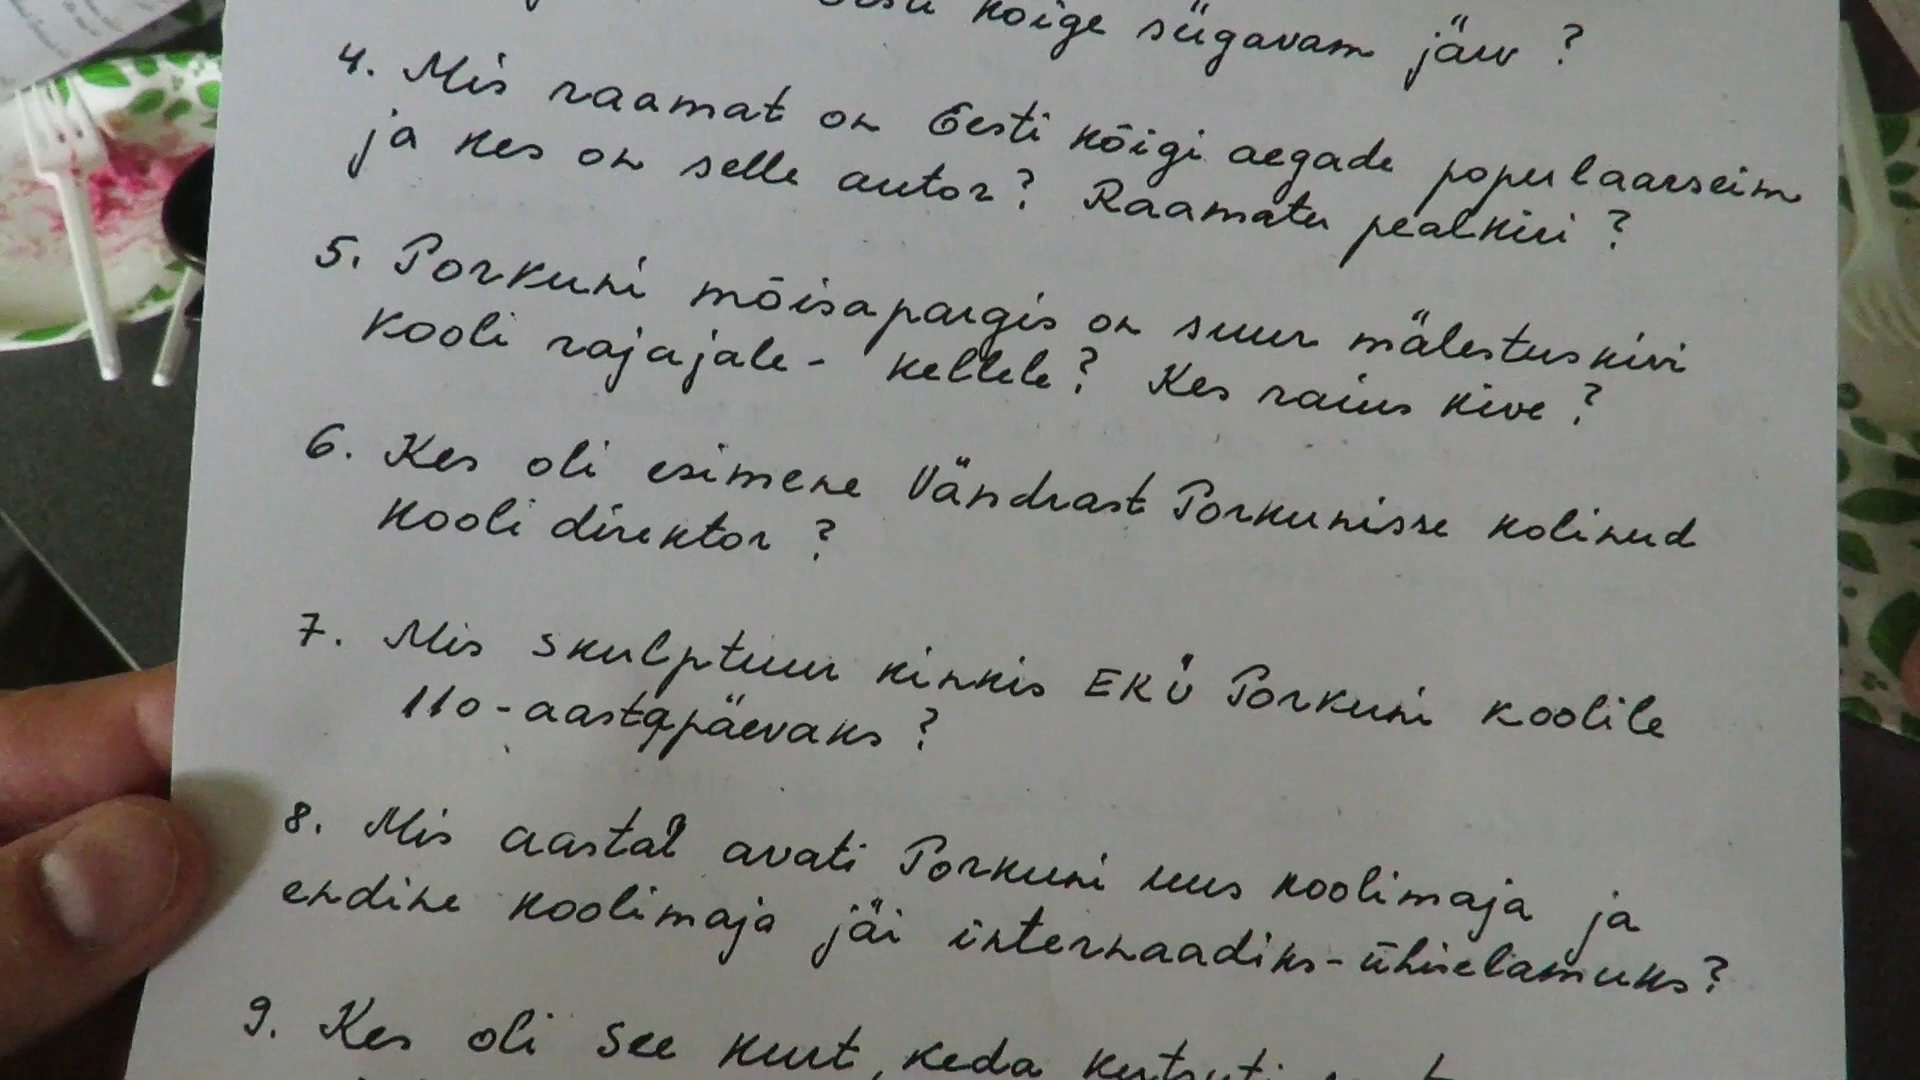 kõige sügavam järv ?
4. Mis raamat on Eesti kõigi aegade populaarseim
ja kes on selle autor? Raamatu pealkiri ?
5. Porkuni mõisapargis on suur mälestuskivi
kooli rajajale - kellele? Kes raius kive ?
6. Kes oli esimene Vändrast Porkunisse kolinud
kooli direktor ?
7. Mis skulptuur kinkis EKÜ Porkuni koolile
110-aastapäevaks ?
8. Mis aastal avati Porkuni uus koolimaja ja
endine koolimaja jäi internaadiks-ühiselamuks?
9. Kes oli see kurt, keda kutsuti